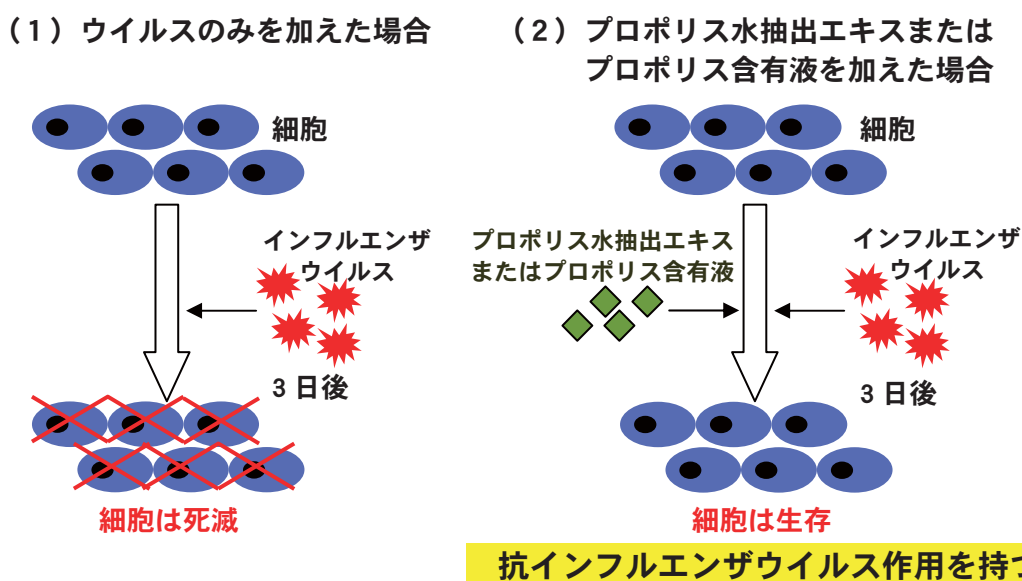 （１）ウイルスのみを加えた場合
細胞
インフルエンザ
ウイルス
３日後
細胞は死滅
（２）プロポリス水抽出エキスまたは
プロポリス含有液を加えた場合
細胞
プロポリス水抽出エキス
またはプロポリス含有液
インフルエンザ
ウイルス
３日後
細胞は生存
抗インフルエンザウイルス作用を持つ